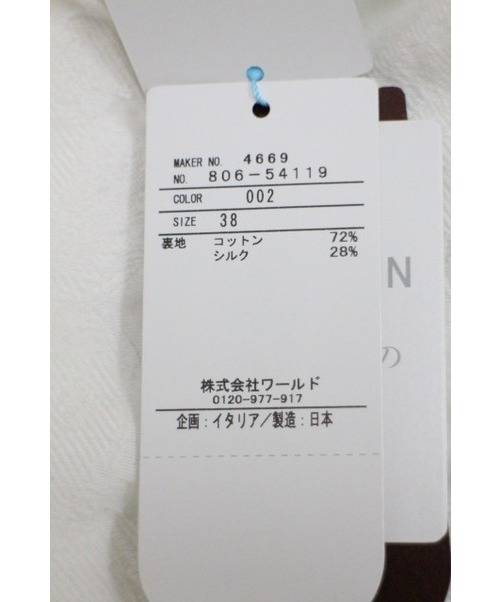 MAKER NO. 4669
NO. 806-54119
COLOR 002
SIZE 38
裏地 コットン 72%
シルク 28%
株式会社ワールド
0120-977-917
企画:イタリア/製造:日本
N
の